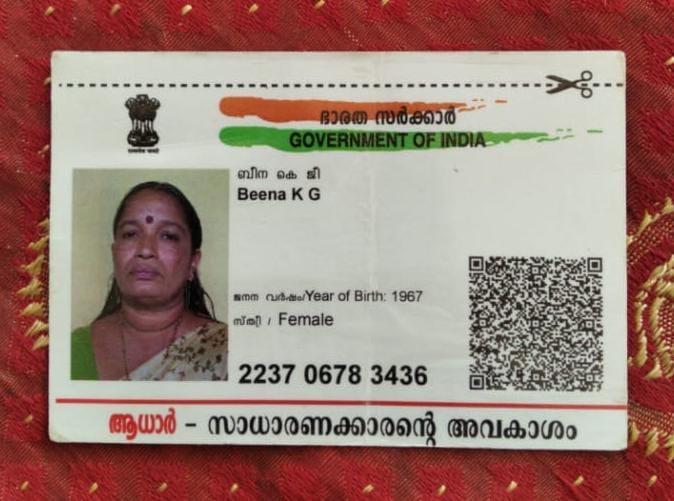 ഭാരത സർക്കാർ
GOVERNMENT OF INDIA
ബീന കെ ജീ
Beena K G
ജനന വർഷം/Year of Birth: 1967
സ്ത്രീ / Female
2237 0678 3436
ആധാർ – സാധാരണക്കാരന്റെ അവകാശം